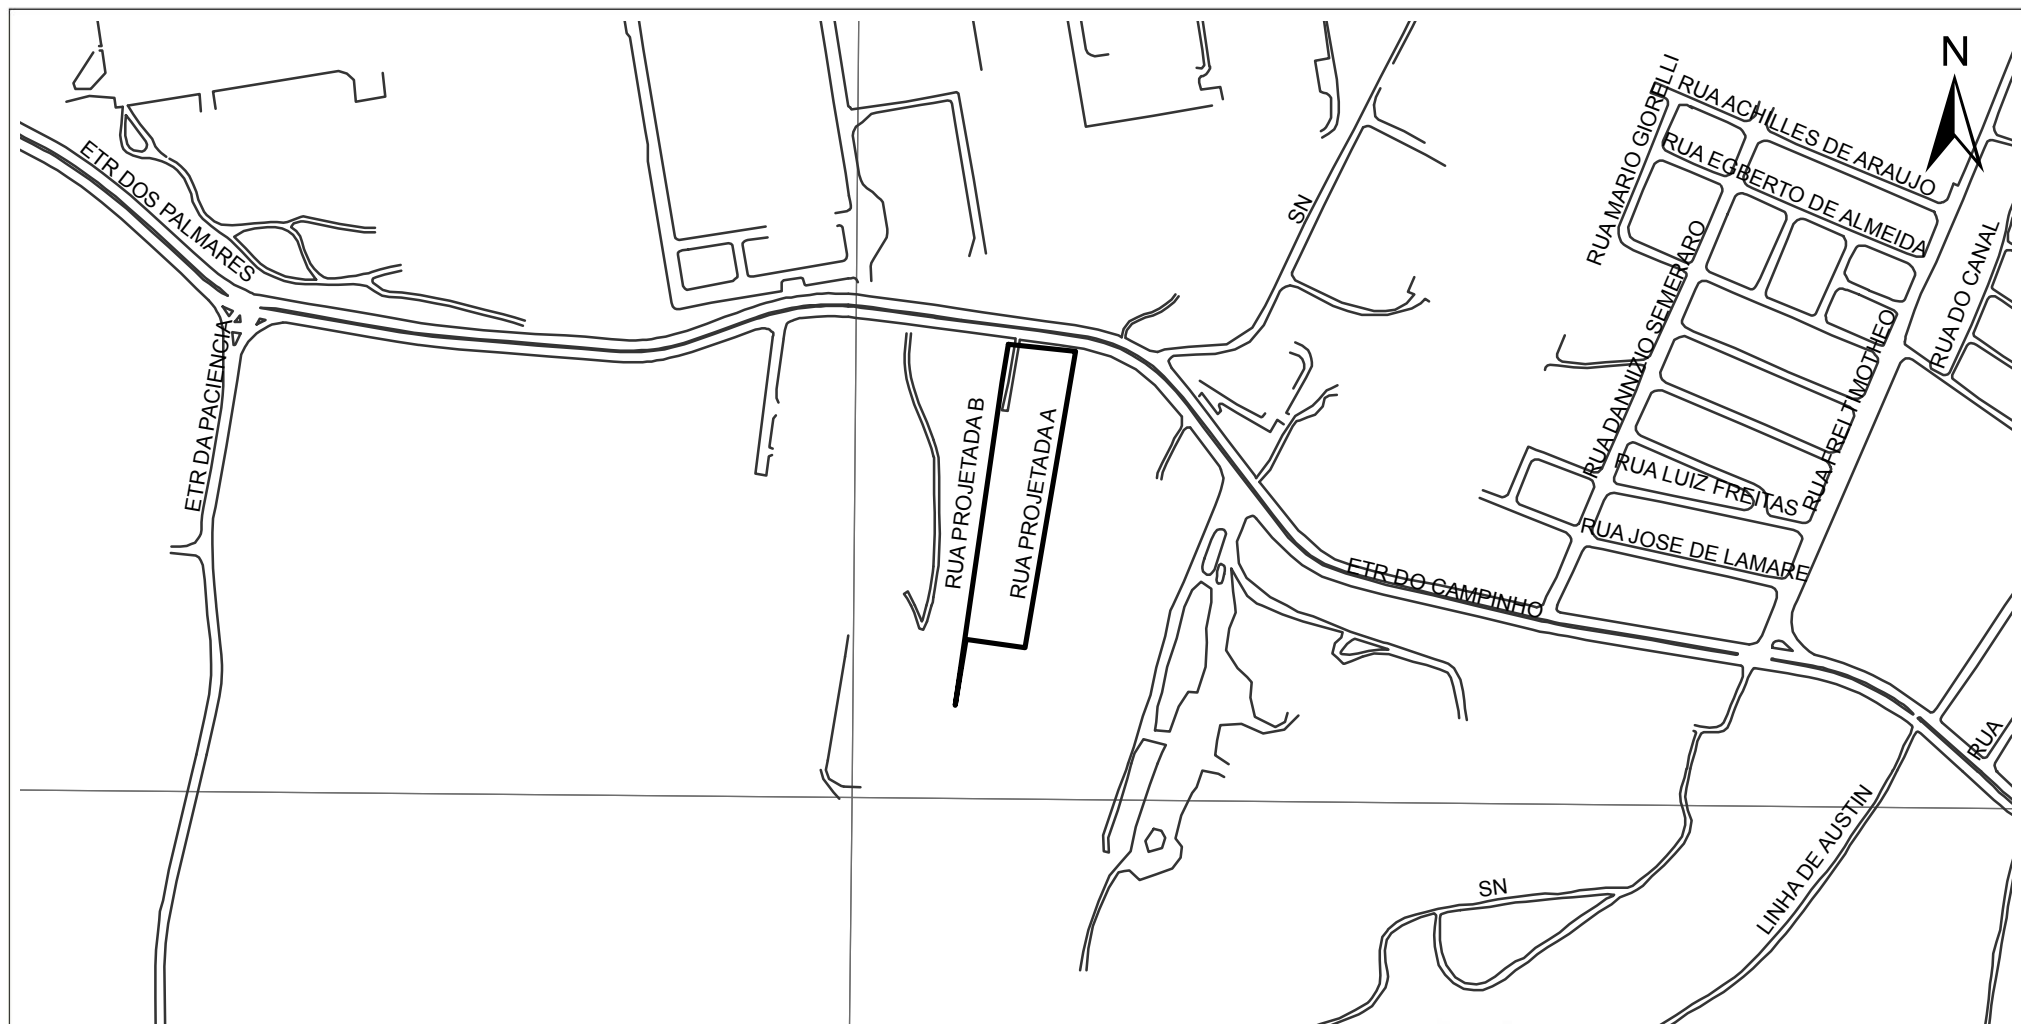 N
RUA MARIO GIORELLI
RUA ACHILLES DE ARAUJO
RUA EGBERTO DE ALMEIDA
ETR DOS PALMARES
SN
RUA DANNIZIO SEMERARO
RUA DO CANAL
ETR DA PACIENCIA
RUA FRELTIMOTHEO
RUA PROJETADA B
RUA PROJETADA A
RUA LUIZ FREITAS
RUA JOSE DE LAMARE
ETR DO CAMPINHO
RUA
LINHA DE AUSTIN
SN